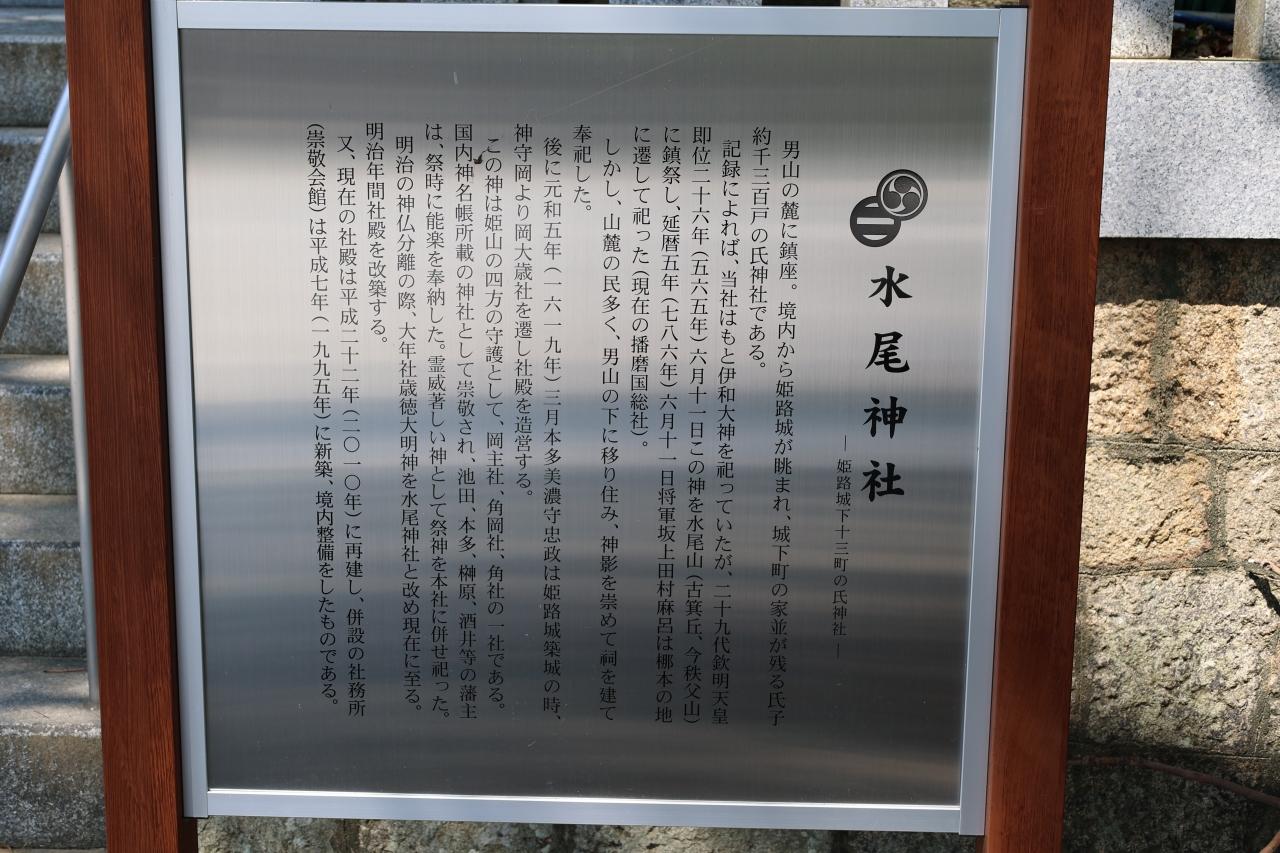 水尾神社
― 姫路城下十三町の氏神社 ―
男山の麓に鎮座。境内から姫路城が眺まれ、城下町の家並が残る氏子
約千三百戸の氏神社である。
記録によれば、当社はもと伊和大神を祀っていたが、二十九代欽明天皇
即位二十六年（五六五年）六月十一日この神を水尾山（古箕丘、今秩父山）
に鎮祭し、延暦五年（七八六年）六月十一日将軍坂上田村麻呂は梛本の地
に遷して祀った（現在の播磨国総社）。
しかし、山麓の民多く、男山の下に移り住み、神影を崇めて祠を建て
奉祀した。
後に元和五年（一六一九年）三月本多美濃守忠政は姫路城築城の時、
神守岡より岡大歳社を遷し社殿を造営する。
この神は姫山の四方の守護として、岡主社、角岡社、角社の一社である。
国内神名帳所載の神社として崇敬され、池田、本多、榊原、酒井等の藩主
は、祭時に能楽を奉納した。霊威著しい神として祭神を本社に併せ祀った。
明治の神仏分離の際、大年社歳徳大明神を水尾神社と改め現在に至る。
明治年間社殿を改築する。
又、現在の社殿は平成二十二年（二〇一〇年）に再建し、併設の社務所
（崇敬会館）は平成七年（一九九五年）に新築、境内整備をしたものである。